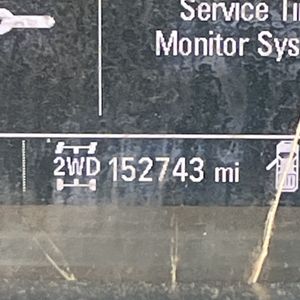 Service Ti
Monitor Sys
2WD 152743 mi